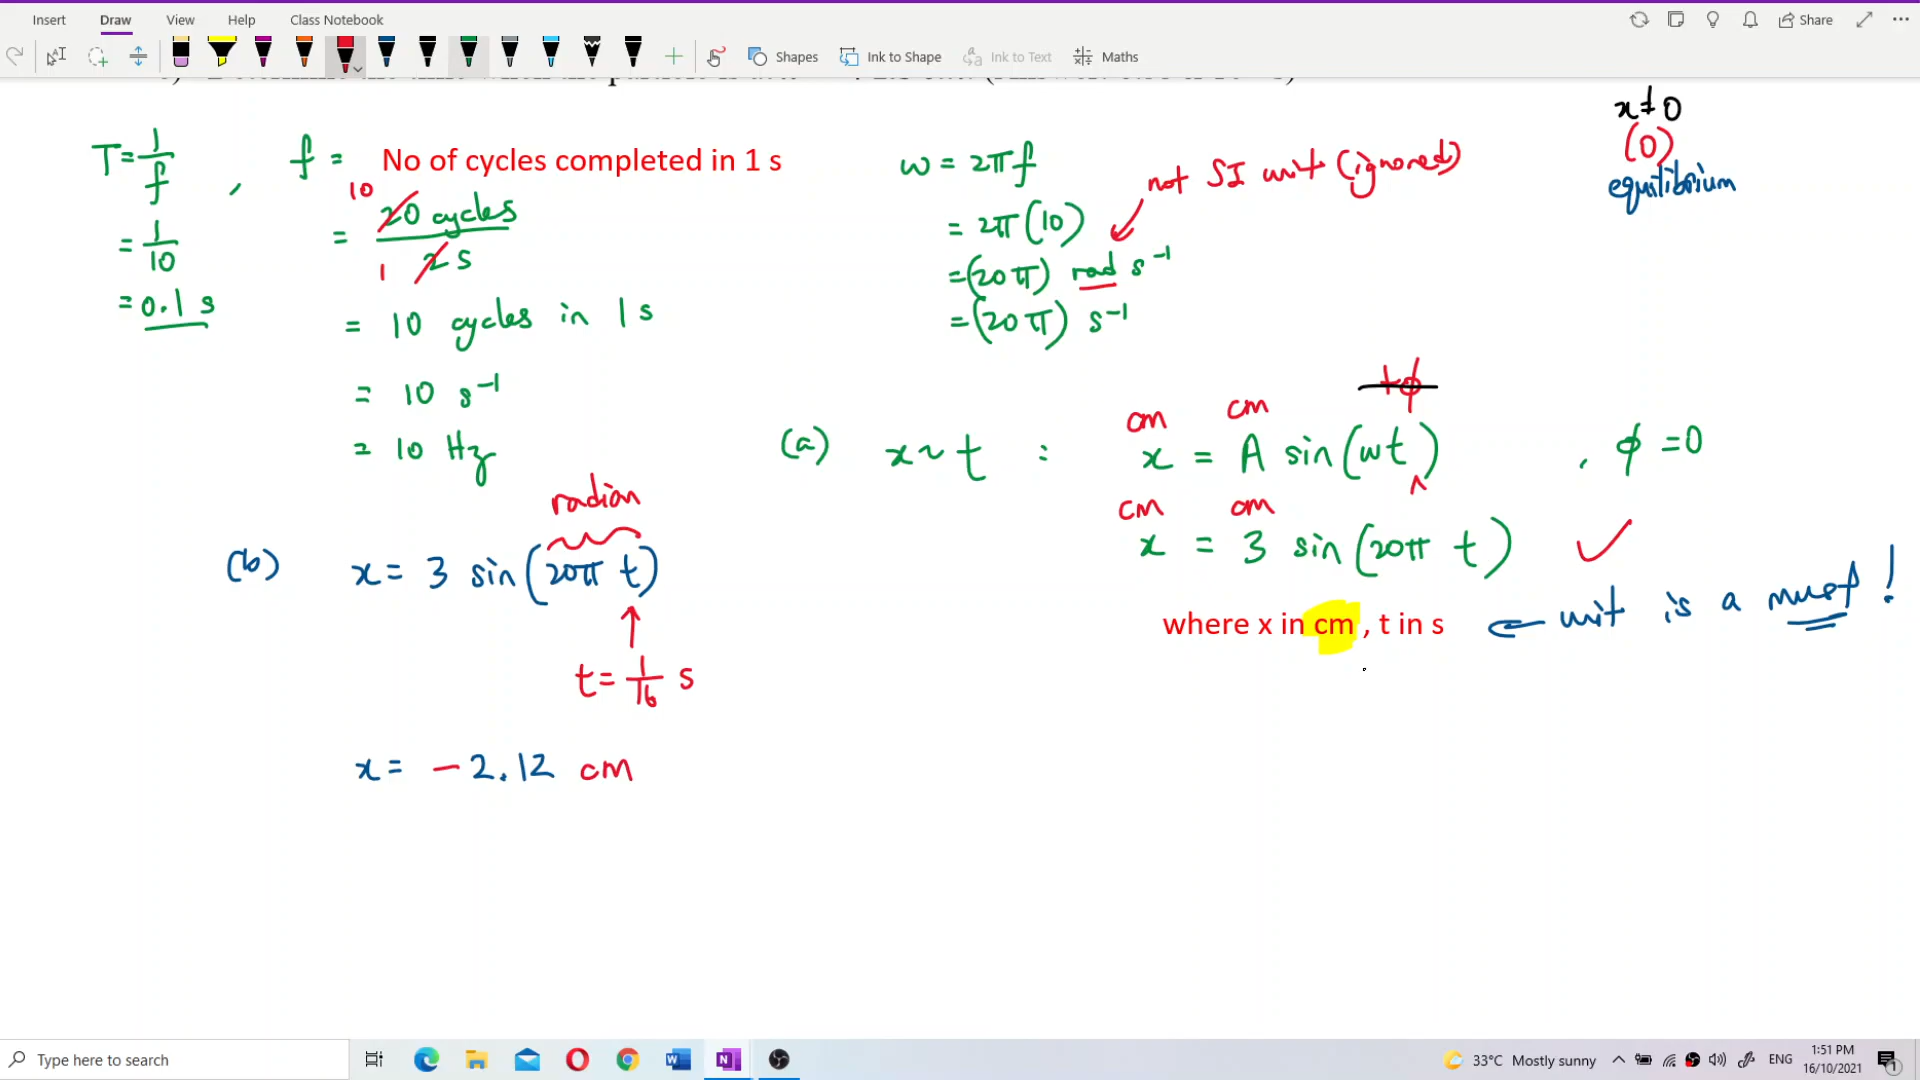 Insert Draw View Help Class Notebook
Share
Shapes Ink to Shape Ink to Text Maths
x ≠ 0
(0)
equilibrium
T = 1/f , f = No of cycles completed in 1 s
= 1/10
= 0.1 s
10
= 20 cycles / 2 s
1
= 10 cycles in 1 s
= 10 s⁻¹
= 10 Hz
ω = 2πf
not SI unit (ignored)
= 2π(10)
= (20π) rad s⁻¹
= (20π) s⁻¹
(a) x ~ t :
+φ
cm cm
x = A sin(ωt) , φ = 0
cm cm
x = 3 sin(20π t) ✓
where x in cm , t in s
← unit is a must !
radian
(b) x = 3 sin(20π t)
t = 1/16 s
x = - 2.12 cm
Type here to search
33°C Mostly sunny
ENG
1:51 PM
16/10/2021
1